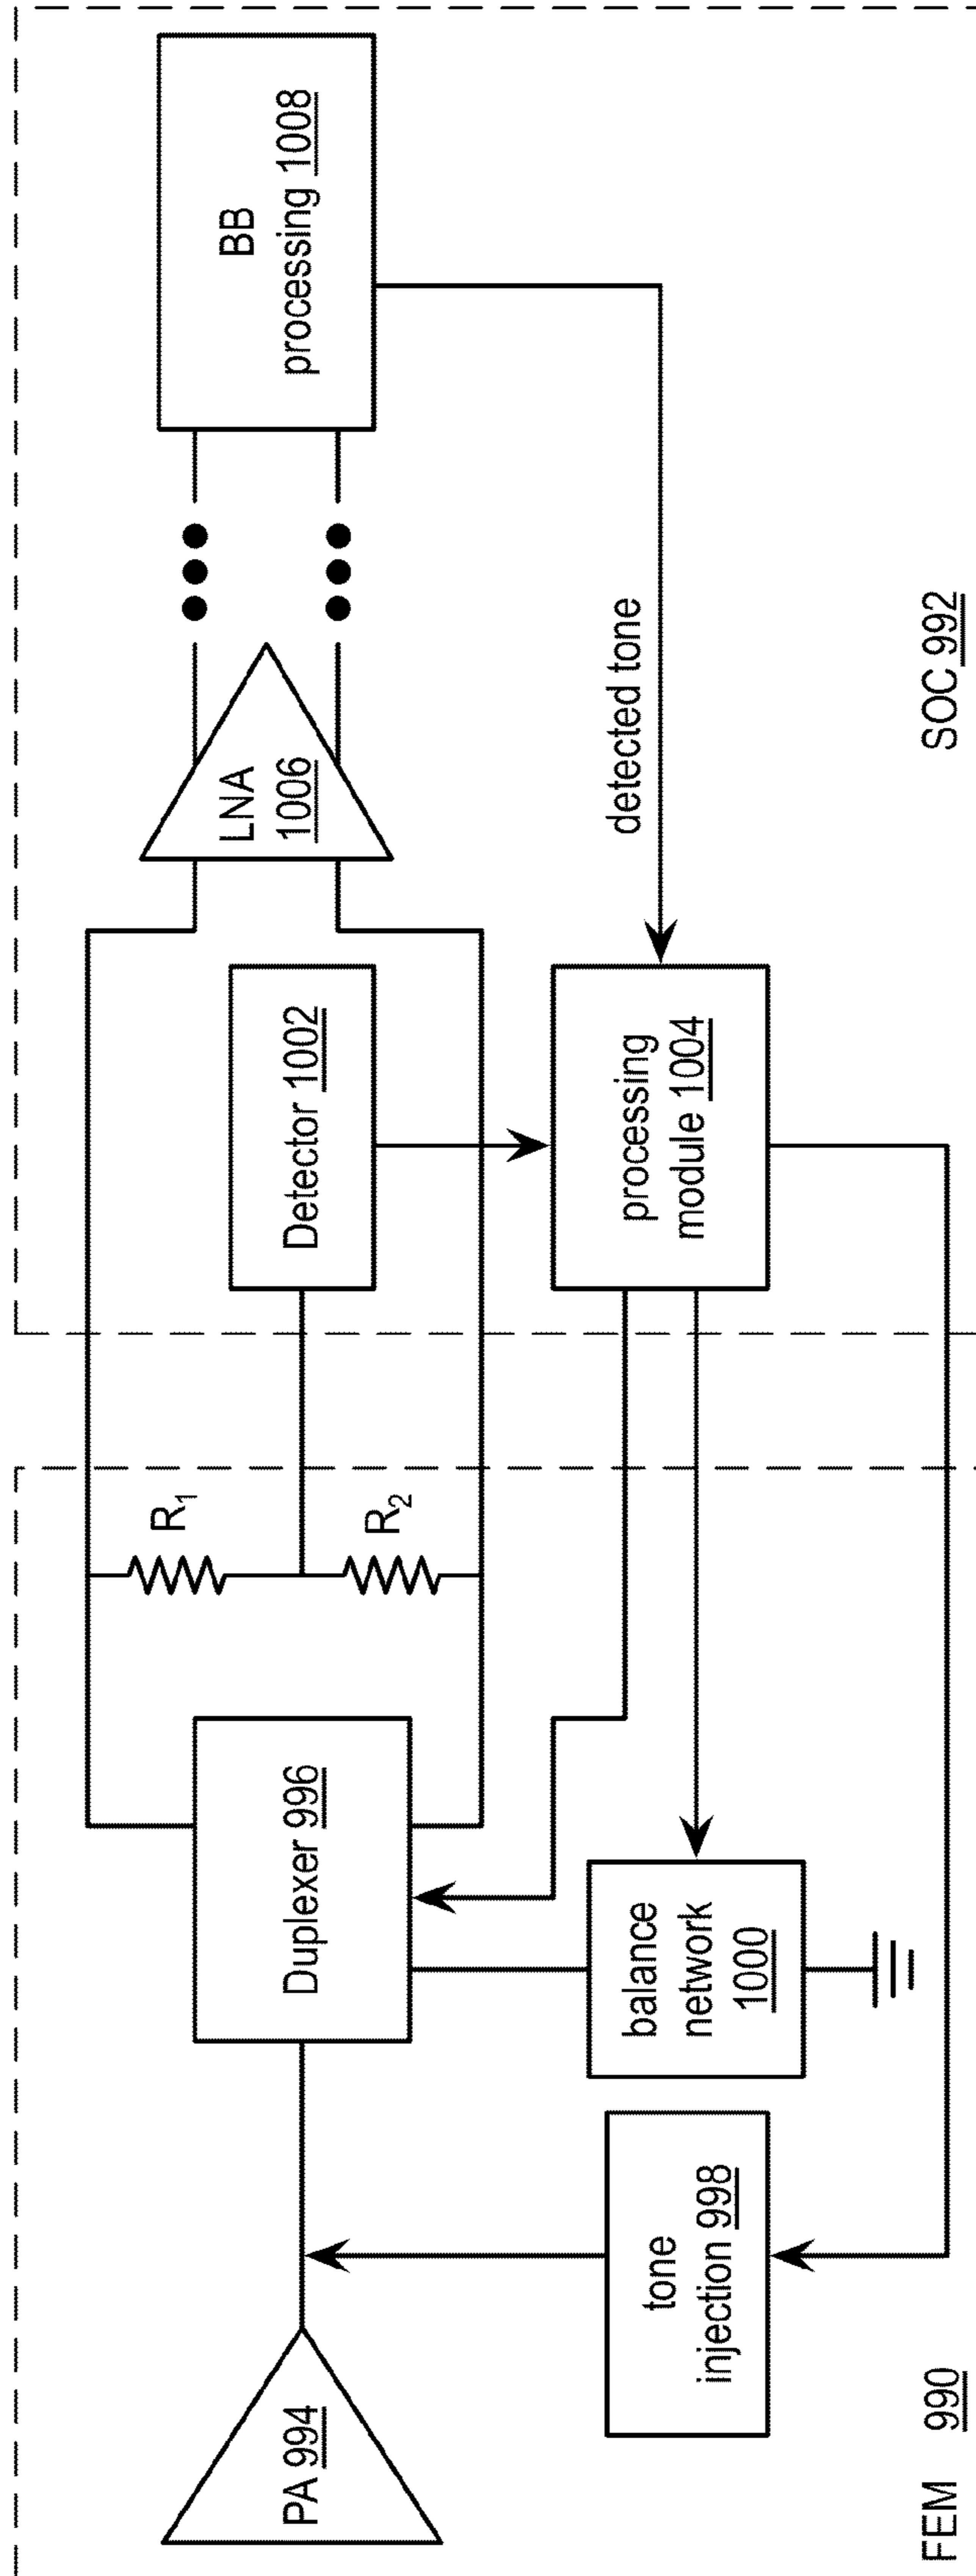 PA 994
Duplexer 996
R1
R2
Detector 1002
LNA
1006
BB
processing 1008
tone
injection 998
balance
network
1000
processing
module 1004
detected tone
FEM 990
SOC 992